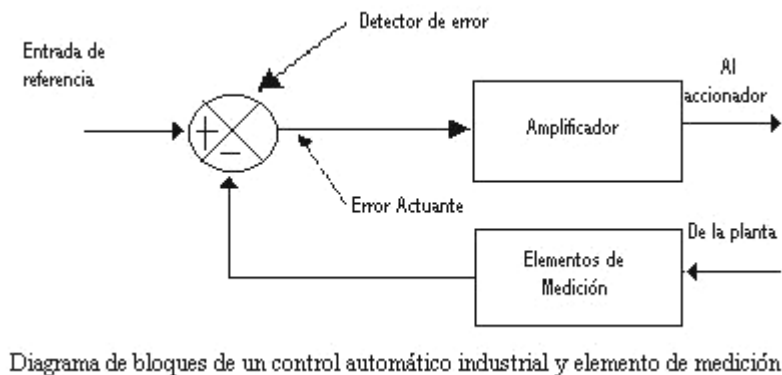 Detector de error
Entrada de
referencia
Al
accionador
+
Amplificador
−
Error Actuante
De la planta
Elementos de
Medición
Diagrama de bloques de un control automático industrial y elemento de medición